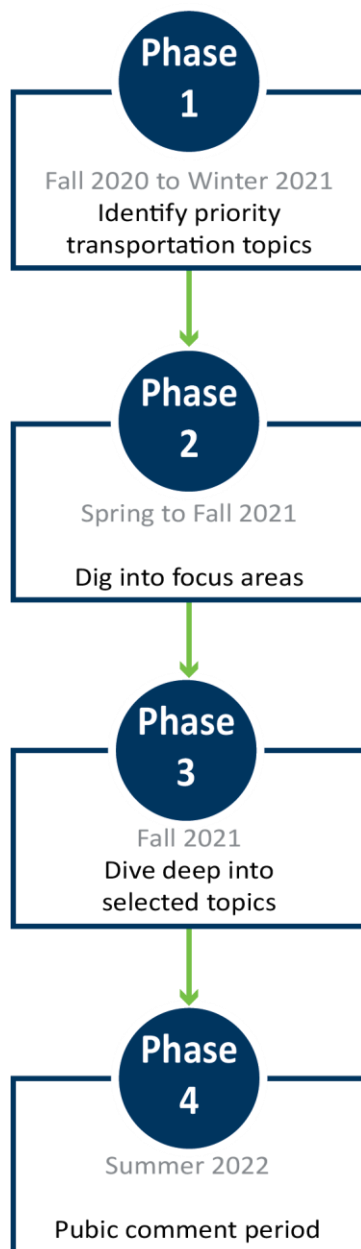 Phase
1
Fall 2020 to Winter 2021
Identify priority
transportation topics
Phase
2
Spring to Fall 2021
Dig into focus areas
Phase
3
Fall 2021
Dive deep into
selected topics
Phase
4
Summer 2022
Pubic comment period